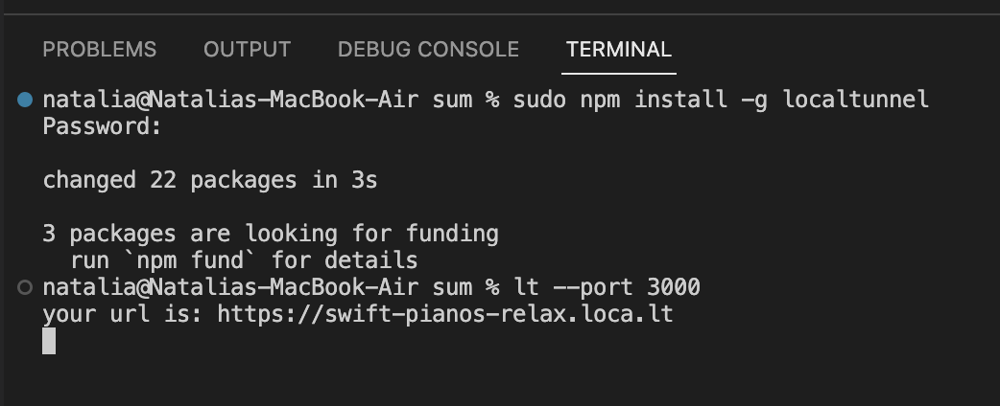 PROBLEMS OUTPUT DEBUG CONSOLE TERMINAL
natalia@Natalias-MacBook-Air sum % sudo npm install -g localtunnel
Password:
changed 22 packages in 3s
3 packages are looking for funding
  run `npm fund` for details
natalia@Natalias-MacBook-Air sum % lt --port 3000
your url is: https://swift-pianos-relax.loca.lt